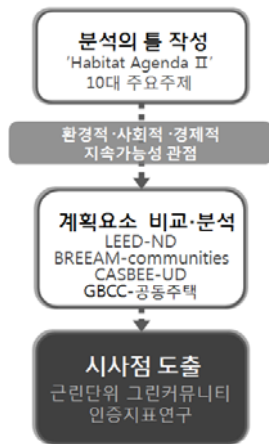 분석의 틀 작성
'Habitat Agenda Ⅱ'
10대 주요주제
환경적·사회적·경제적
지속가능성 관점
계획요소 비교·분석
LEED-ND
BREEAM-communities
CASBEE-UD
GBCC-공동주택
시사점 도출
근린단위 그린커뮤니티
인증지표연구